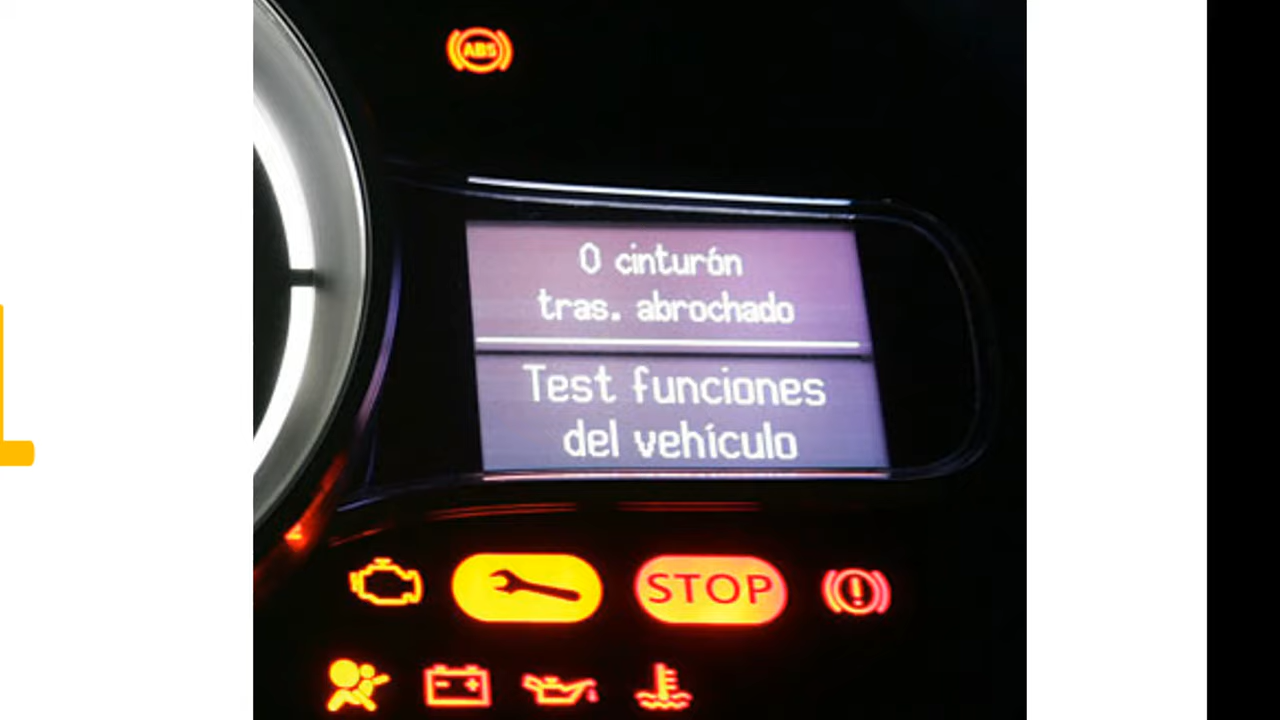 ABS
0 cinturón
tras. abrochado
Test funciones
del vehículo
STOP